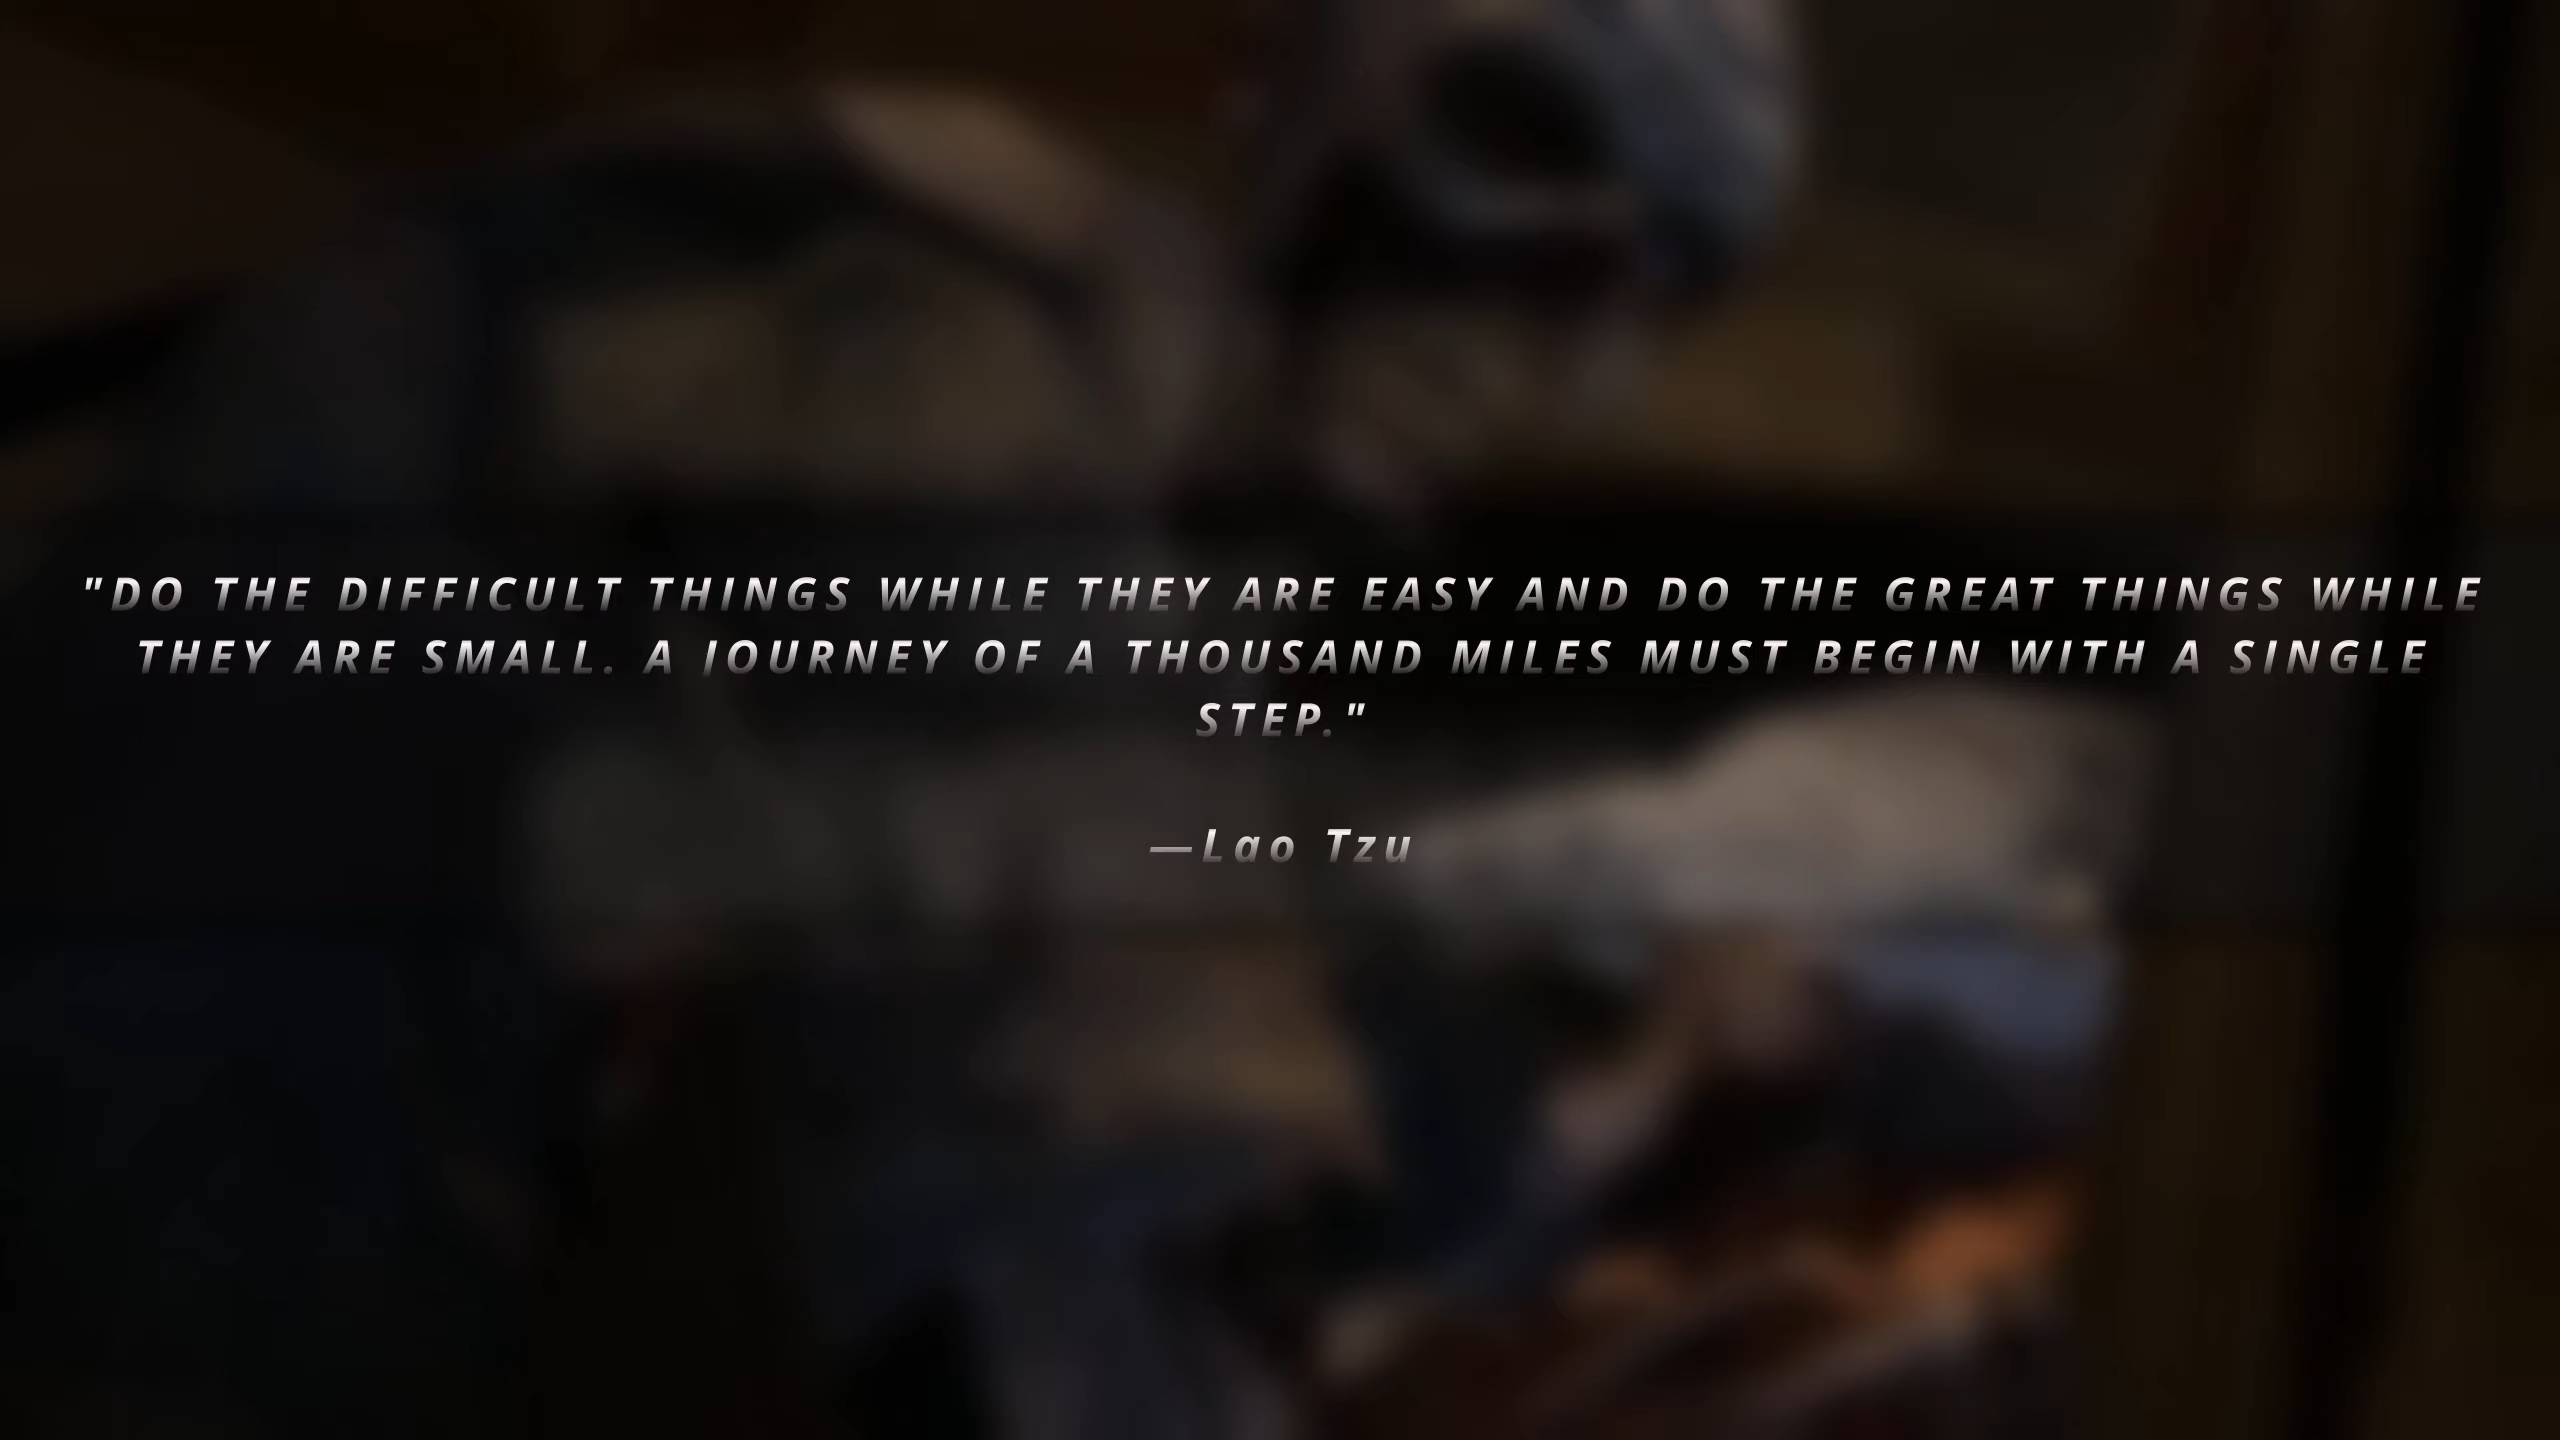 "DO THE DIFFICULT THINGS WHILE THEY ARE EASY AND DO THE GREAT THINGS WHILE
THEY ARE SMALL. A JOURNEY OF A THOUSAND MILES MUST BEGIN WITH A SINGLE
STEP."
—Lao Tzu